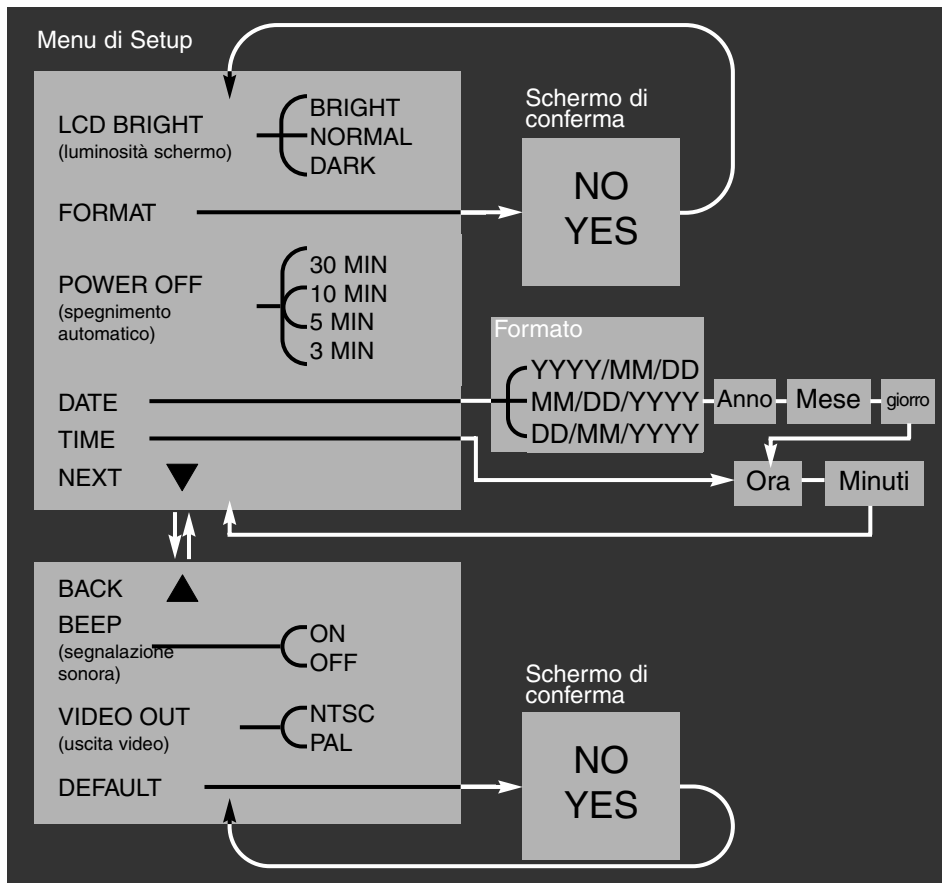 Menu di Setup
LCD BRIGHT
(luminosità schermo)
BRIGHT
NORMAL
DARK
Schermo di
conferma
NO
YES
FORMAT
POWER OFF
(spegnimento
automatico)
30 MIN
10 MIN
5 MIN
3 MIN
Formato
YYYY/MM/DD
MM/DD/YYYY
DD/MM/YYYY
Anno
Mese
giorro
DATE
TIME
Ora
Minuti
NEXT
BACK
BEEP
(segnalazione
sonora)
ON
OFF
VIDEO OUT
(uscita video)
NTSC
PAL
DEFAULT
Schermo di
conferma
NO
YES